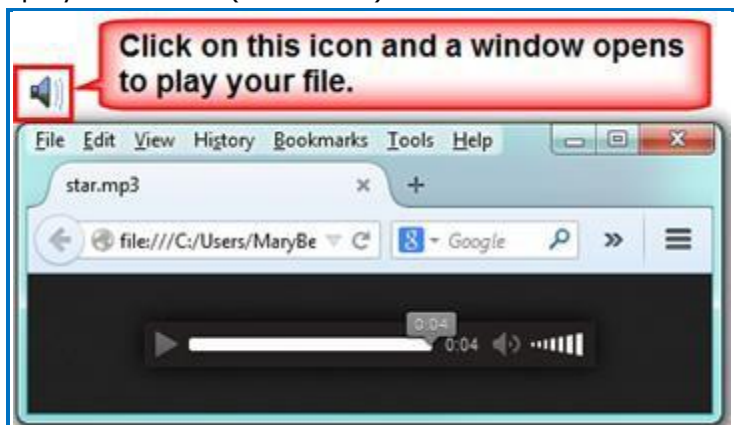 Click on this icon and a window opens
to play your file.
File Edit View History Bookmarks Tools Help
star.mp3
file:///C:/Users/MaryBe
Google
0:04
0:04